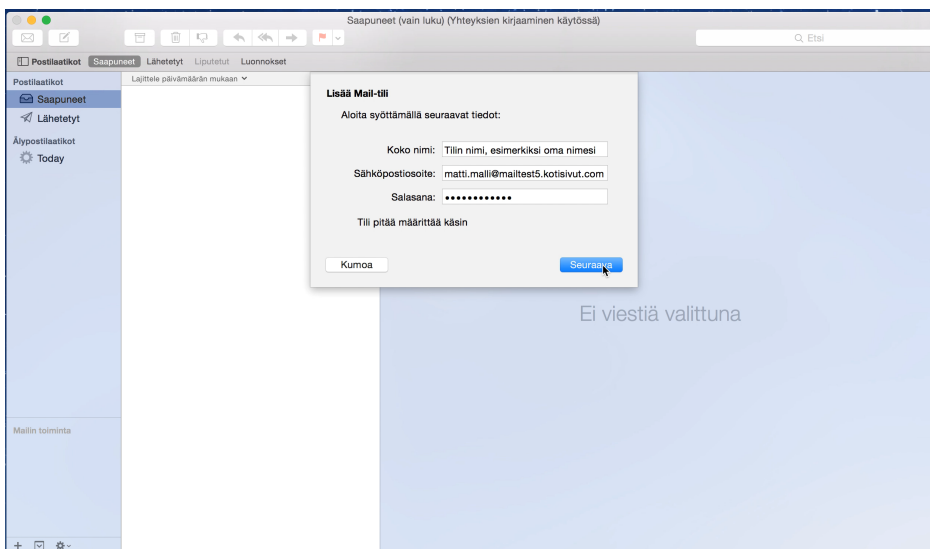 Saapuneet (vain luku) (Yhteyksien kirjaaminen käytössä)
Etsi
Postilaatikot Saapuneet Lähetetyt Liputetut Luonnokset
Postilaatikot
Saapuneet
Lähetetyt
Älypostilaatikot
Today
Lajittele päivämäärän mukaan
Lisää Mail-tili
Aloita syöttämällä seuraavat tiedot:
Koko nimi: Tilin nimi, esimerkiksi oma nimesi
Sähköpostiosoite: matti.malli@mailtest5.kotisivut.com
Salasana: ••••••••••••
Tili pitää määrittää käsin
Kumoa Seuraava
Ei viestiä valittuna
Mailin toiminta